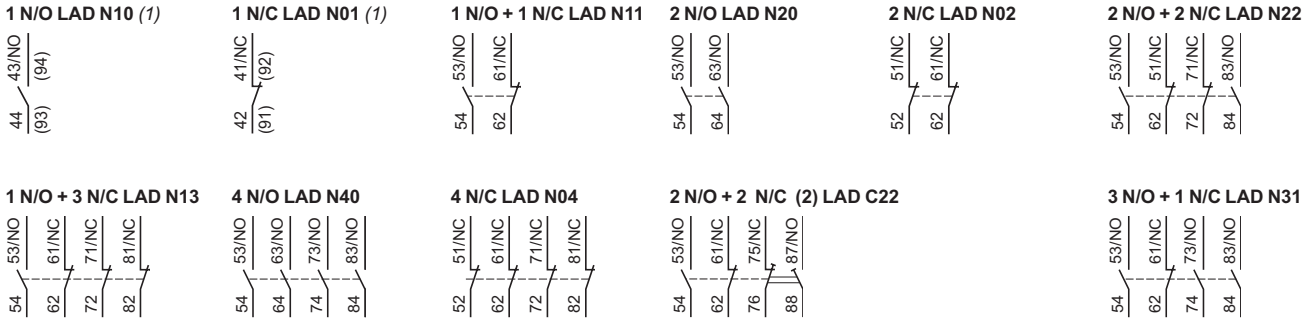 1 N/O LAD N10 (1)
43/NO
(94)
44
(93)
1 N/C LAD N01 (1)
41/NC
(92)
42
(91)
1 N/O + 1 N/C LAD N11
53/NO
61/NC
54
62
2 N/O LAD N20
53/NO
63/NO
54
64
2 N/C LAD N02
51/NC
61/NC
52
62
2 N/O + 2 N/C LAD N22
53/NO
51/NC
71/NC
83/NO
54
62
72
84
1 N/O + 3 N/C LAD N13
53/NO
61/NC
71/NC
81/NC
54
62
72
82
4 N/O LAD N40
53/NO
63/NO
73/NO
83/NO
54
64
74
84
4 N/C LAD N04
51/NC
61/NC
71/NC
81/NC
52
62
72
82
2 N/O + 2 N/C (2) LAD C22
53/NO
61/NC
75/NC
87/NO
54
62
76
88
3 N/O + 1 N/C LAD N31
53/NO
61/NC
73/NO
83/NO
54
62
74
84